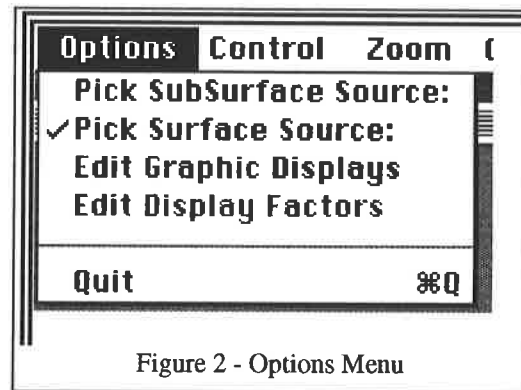 Options Control Zoom
Pick SubSurface Source:
✓Pick Surface Source:
Edit Graphic Displays
Edit Display Factors
Quit ⌘Q
Figure 2 - Options Menu